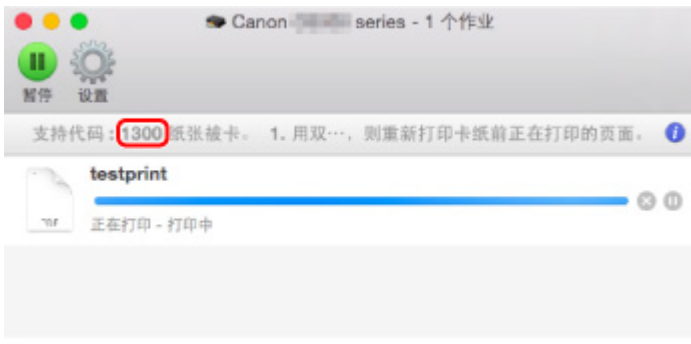 Canon series - 1 个作业
暂停 设置
支持代码：1300 纸张被卡。 1. 用双…，则重新打印卡纸前正在打印的页面。
testprint
正在打印 - 打印中